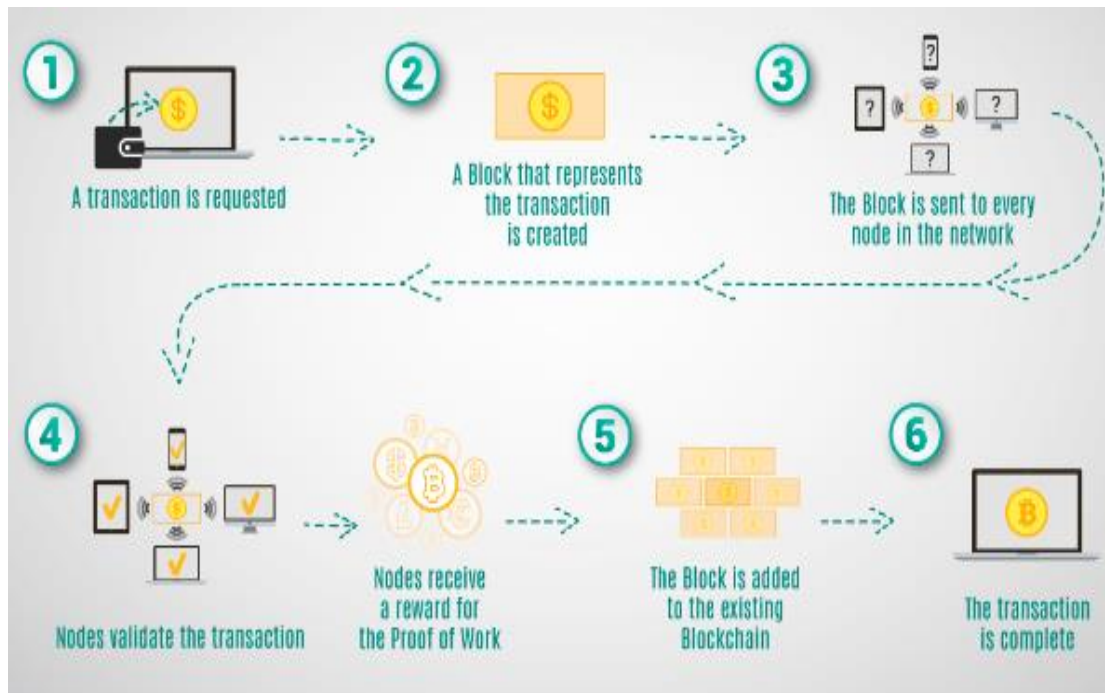 1
A transaction is requested
2
A Block that represents
the transaction
is created
3
?
?
?
?
The Block is sent to every
node in the network
4
Nodes validate the transaction
Nodes receive
a reward for
the Proof of Work
5
The Block is added
to the existing
Blockchain
6
The transaction
is complete